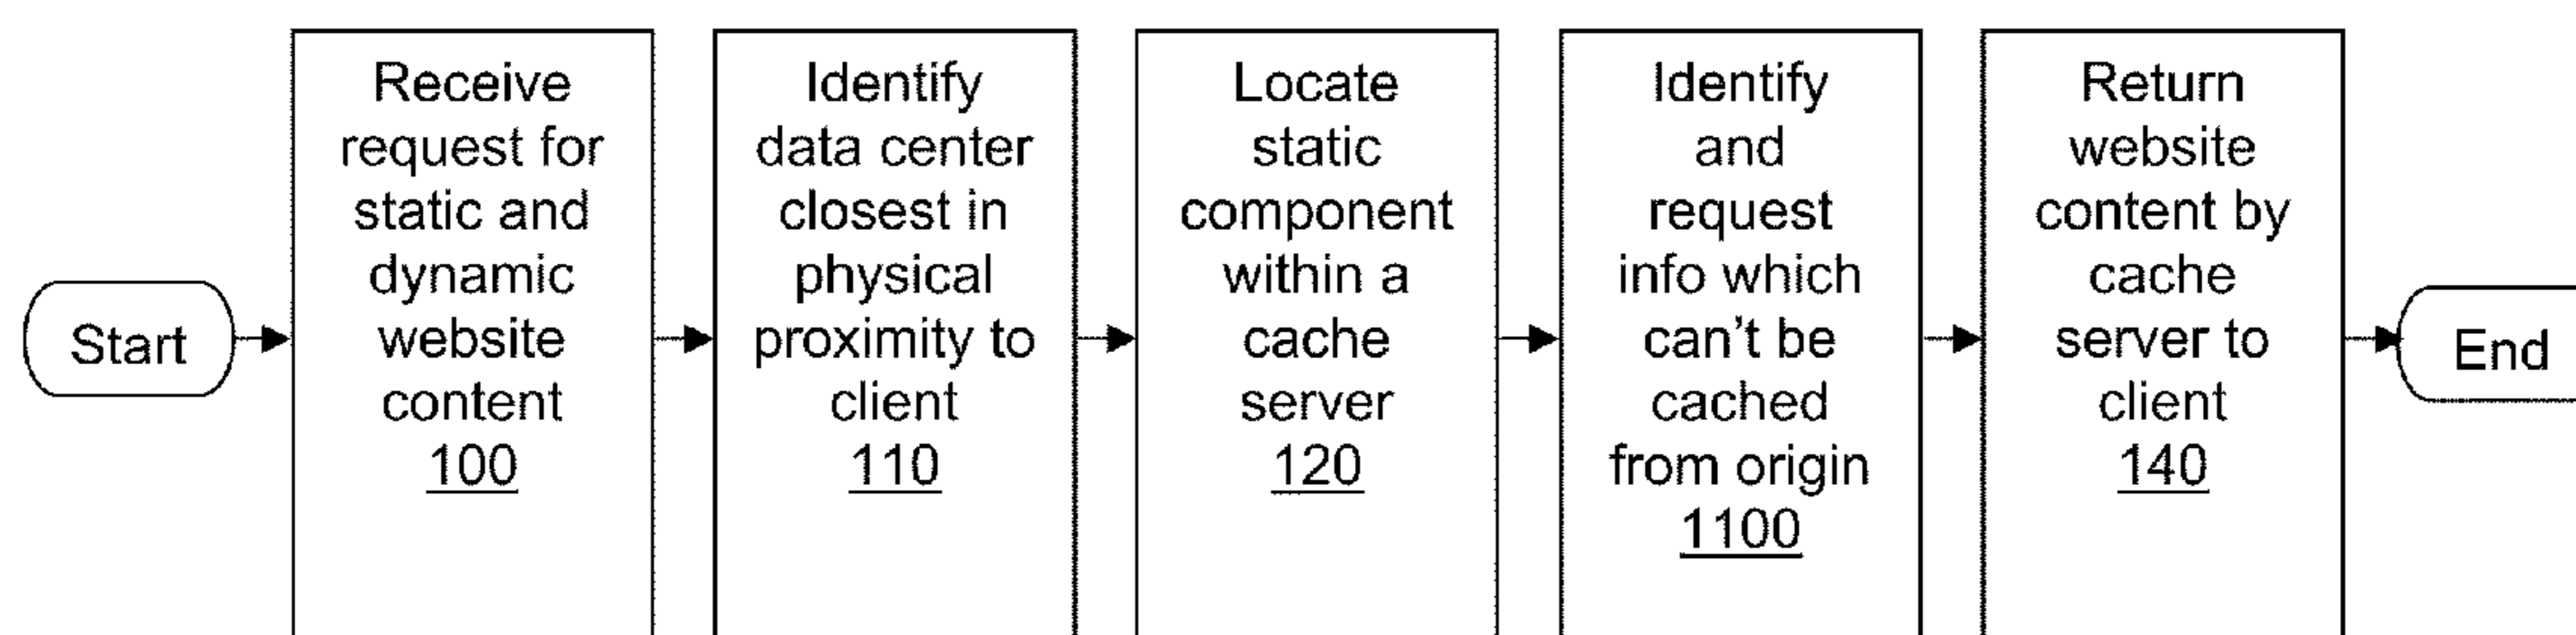 Start
Receive
request for
static and
dynamic
website
content
100
Identify
data center
closest in
physical
proximity to
client
110
Locate
static
component
within a
cache
server
120
Identify
and
request
info which
can't be
cached
from origin
1100
Return
website
content by
cache
server to
client
140
End